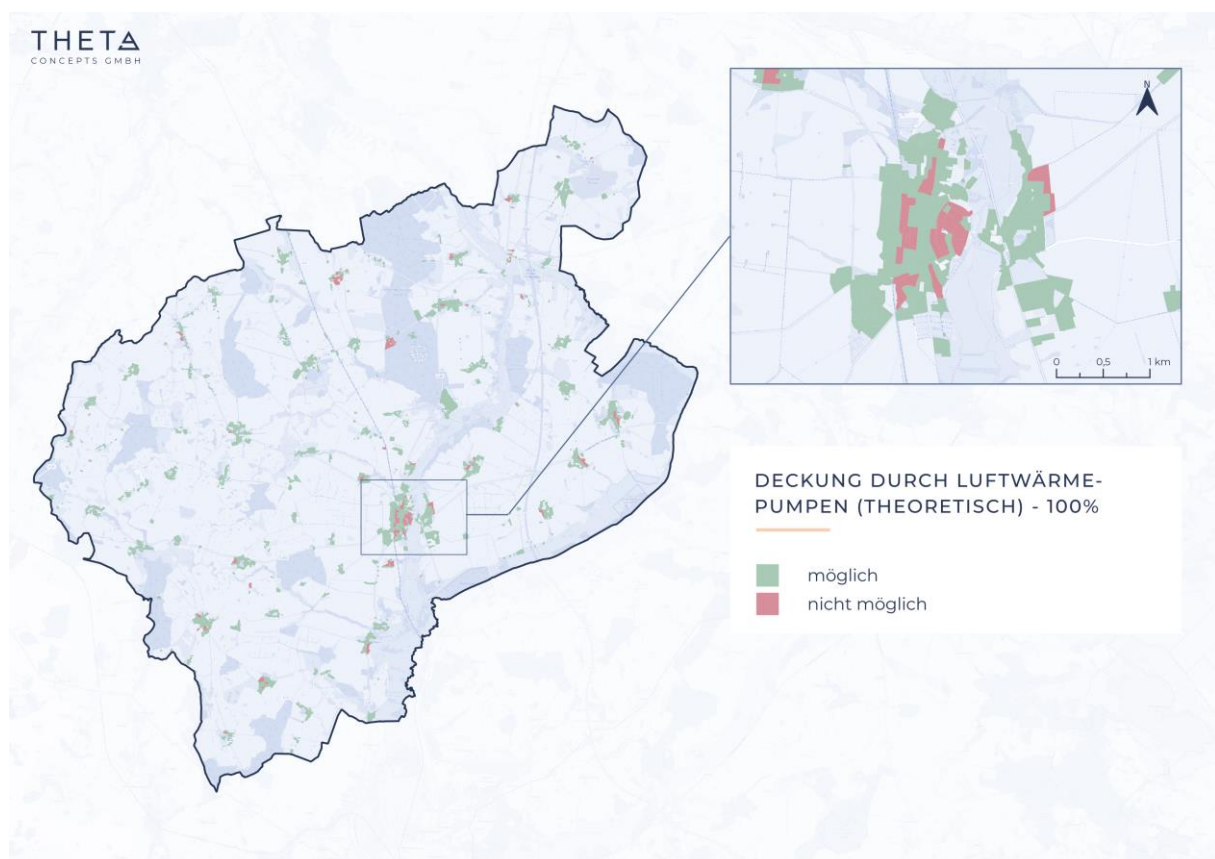 THETA
CONCEPTS GMBH
N
0 0,5 1 km
DECKUNG DURCH LUFTWÄRME-
PUMPEN (THEORETISCH) - 100%
möglich
nicht möglich